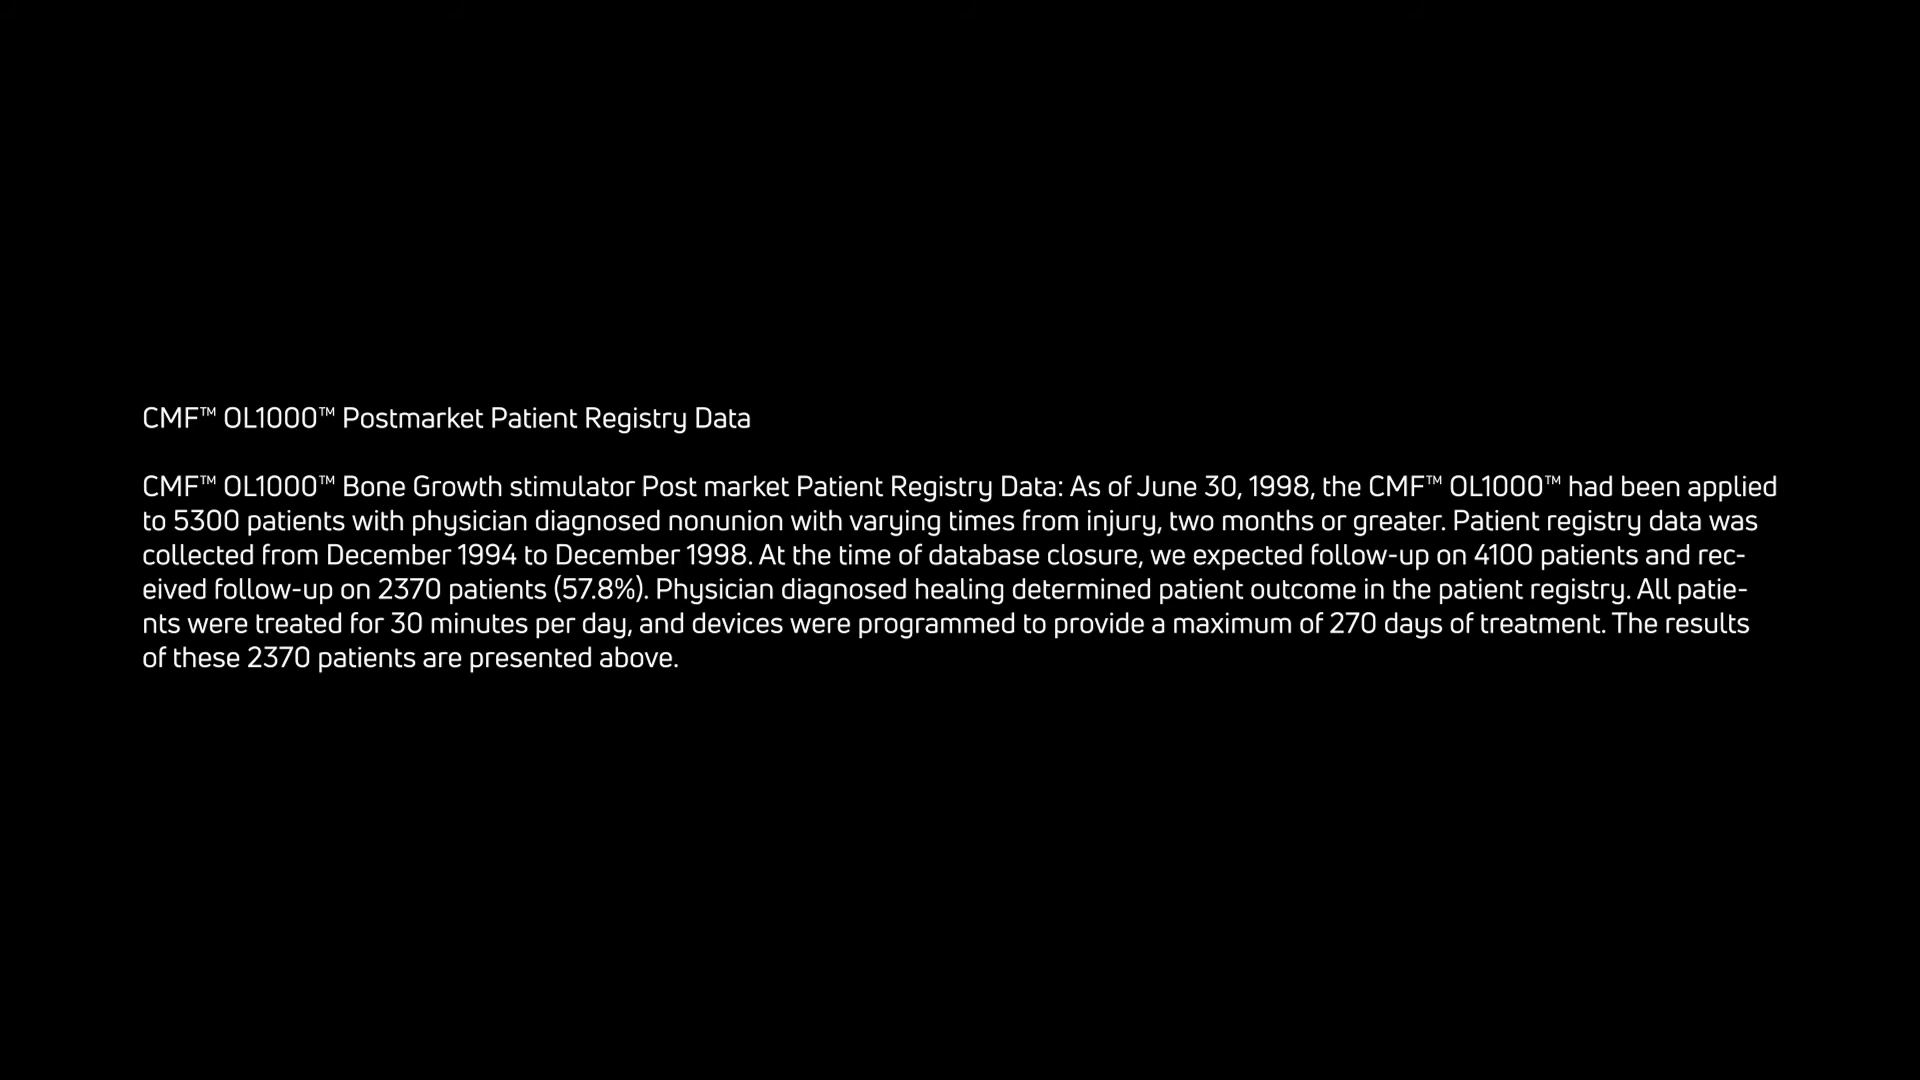 CMF™ OL1000™ Postmarket Patient Registry Data
CMF™ OL1000™ Bone Growth stimulator Post market Patient Registry Data: As of June 30, 1998, the CMF™ OL1000™ had been applied
to 5300 patients with physician diagnosed nonunion with varying times from injury, two months or greater. Patient registry data was
collected from December 1994 to December 1998. At the time of database closure, we expected follow-up on 4100 patients and rec-
eived follow-up on 2370 patients (57.8%). Physician diagnosed healing determined patient outcome in the patient registry. All patie-
nts were treated for 30 minutes per day, and devices were programmed to provide a maximum of 270 days of treatment. The results
of these 2370 patients are presented above.